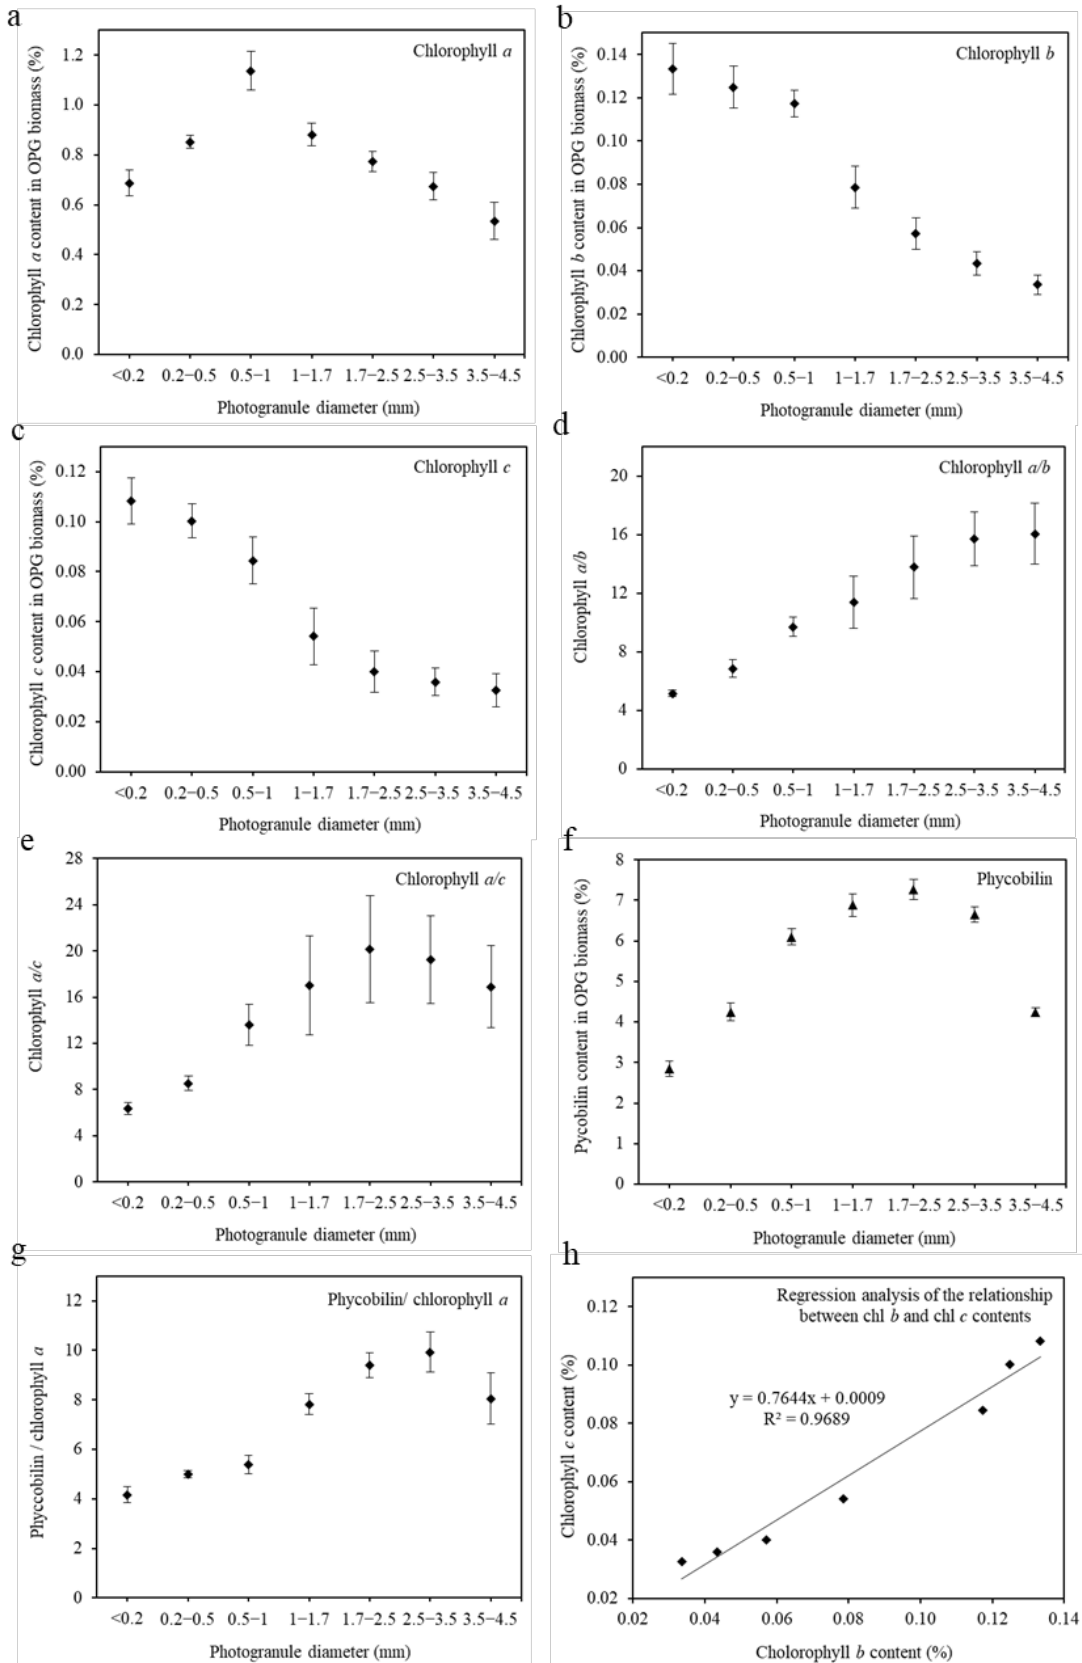 a
Chlorophyll a
Chlorophyll a content in OPG biomass (%)
1.2
1.0
0.8
0.6
0.4
0.2
0.0
<0.2 0.2−0.5 0.5−1 1−1.7 1.7−2.5 2.5−3.5 3.5−4.5
Photogranule diameter (mm)
b
Chlorophyll b
Chlorophyll b content in OPG biomass (%)
0.14
0.12
0.10
0.08
0.06
0.04
0.02
0.00
<0.2 0.2−0.5 0.5−1 1−1.7 1.7−2.5 2.5−3.5 3.5−4.5
Photogranule diameter (mm)
c
Chlorophyll c
Chlorophyll c content in OPG biomass (%)
0.12
0.10
0.08
0.06
0.04
0.02
0.00
<0.2 0.2−0.5 0.5−1 1−1.7 1.7−2.5 2.5−3.5 3.5−4.5
Photogranule diameter (mm)
d
Chlorophyll a/b
Chlorophyll a/b
20
16
12
8
4
0
<0.2 0.2−0.5 0.5−1 1−1.7 1.7−2.5 2.5−3.5 3.5−4.5
Photogranule diameter (mm)
e
Chlorophyll a/c
Chlorophyll a/c
28
24
20
16
12
8
4
0
<0.2 0.2−0.5 0.5−1 1−1.7 1.7−2.5 2.5−3.5 3.5−4.5
Photogranule diameter (mm)
f
Phycobilin
Pycobilin content in OPG biomass (%)
8
7
6
5
4
3
2
1
0
<0.2 0.2−0.5 0.5−1 1−1.7 1.7−2.5 2.5−3.5 3.5−4.5
Photogranule diameter (mm)
g
Phycobilin/ chlorophyll a
Phyccobilin / chlorophyll a
12
10
8
6
4
2
0
<0.2 0.2−0.5 0.5−1 1−1.7 1.7−2.5 2.5−3.5 3.5−4.5
Photogranule diameter (mm)
h
Regression analysis of the relationship
between chl b and chl c contents
y = 0.7644x + 0.0009
R² = 0.9689
Chlorophyll c content (%)
0.12
0.10
0.08
0.06
0.04
0.02
0.02 0.04 0.06 0.08 0.10 0.12 0.14
Cholorophyll b content (%)